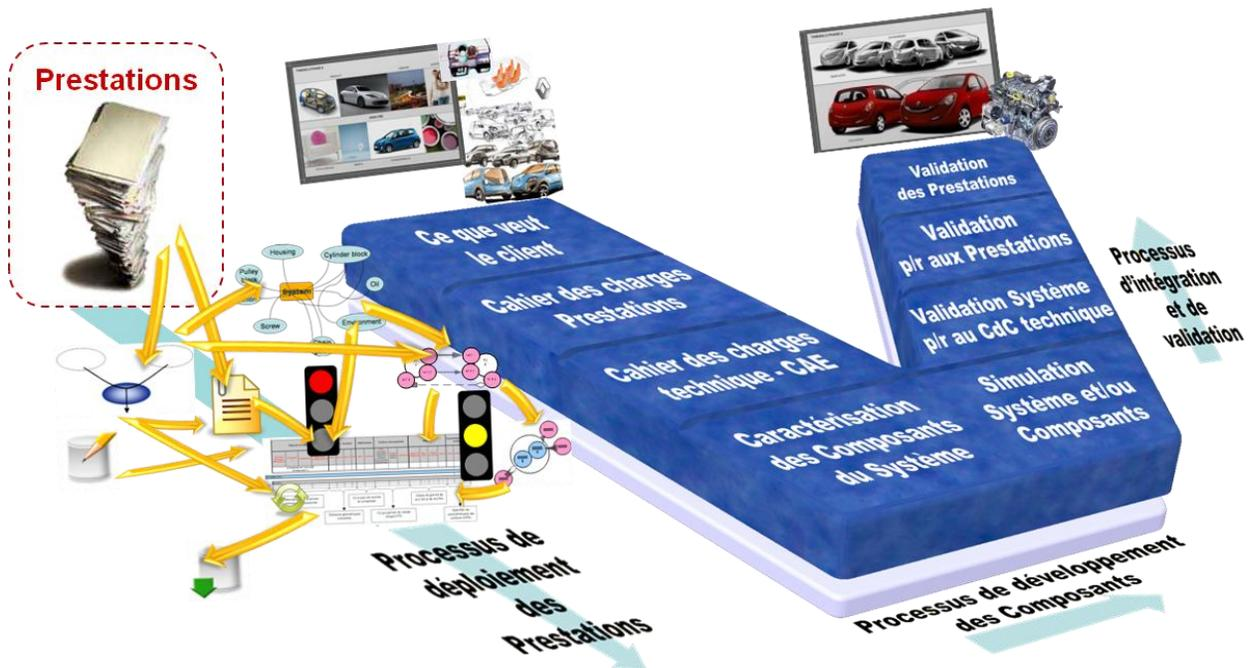 Prestations
Ce que veut
le client
Cahier des charges
Prestations
Cahier des charges
technique - CAE
Caractérisation
des Composants
du Système
Simulation
Système et/ou
Composants
Validation Système
p/r au CdC technique
Validation
p/r aux Prestations
Validation
des Prestations
Housing
Cylinder block
Pulley
Oil
System
Screw
Environment
Processus de
déploiement
des
Prestations
Processus de développement
des Composants
Processus
d'intégration
et de
validation